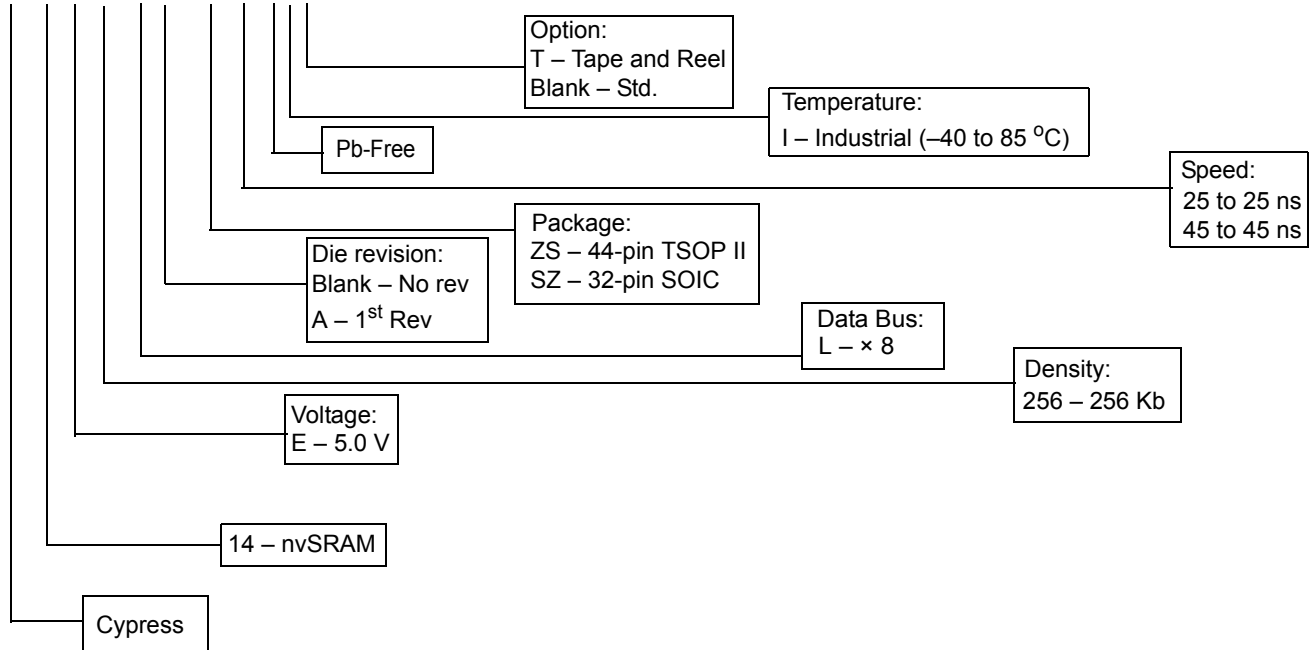 Option:
T – Tape and Reel
Blank – Std.
Temperature:
I – Industrial (–40 to 85 °C)
Pb-Free
Speed:
25 to 25 ns
45 to 45 ns
Package:
ZS – 44-pin TSOP II
SZ – 32-pin SOIC
Die revision:
Blank – No rev
A – 1st Rev
Data Bus:
L – × 8
Density:
256 – 256 Kb
Voltage:
E – 5.0 V
14 – nvSRAM
Cypress